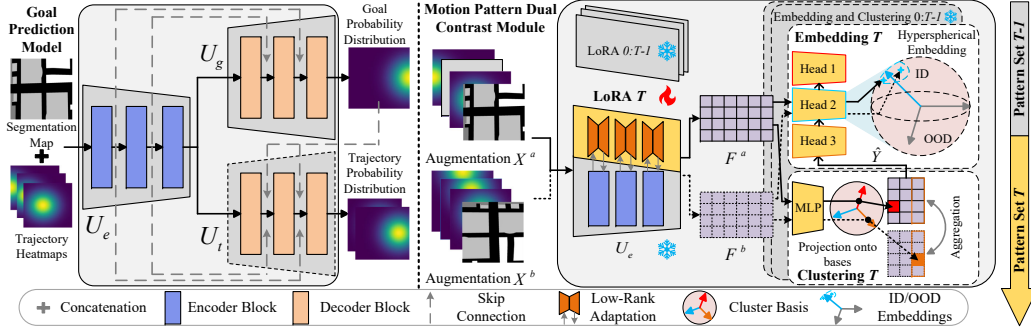 Goal
Prediction
Model
Segmentation
Map
Trajectory
Heatmaps
U_e
U_g
U_t
Goal
Probability
Distribution
Trajectory
Probability
Distribution
Motion Pattern Dual
Contrast Module
Augmentation X^a
Augmentation X^b
LoRA 0:T-1
LoRA T
U_e
F^a
F^b
Embedding and Clustering 0:T-1
Embedding T
Head 1
Head 2
Head 3
Hyperspherical
Embedding
ID
OOD
Ŷ
MLP
Projection onto
bases
Clustering T
Aggregation
Pattern Set T-1
Pattern Set T
Concatenation
Encoder Block
Decoder Block
Skip
Connection
Low-Rank
Adaptation
Cluster Basis
ID/OOD
Embeddings